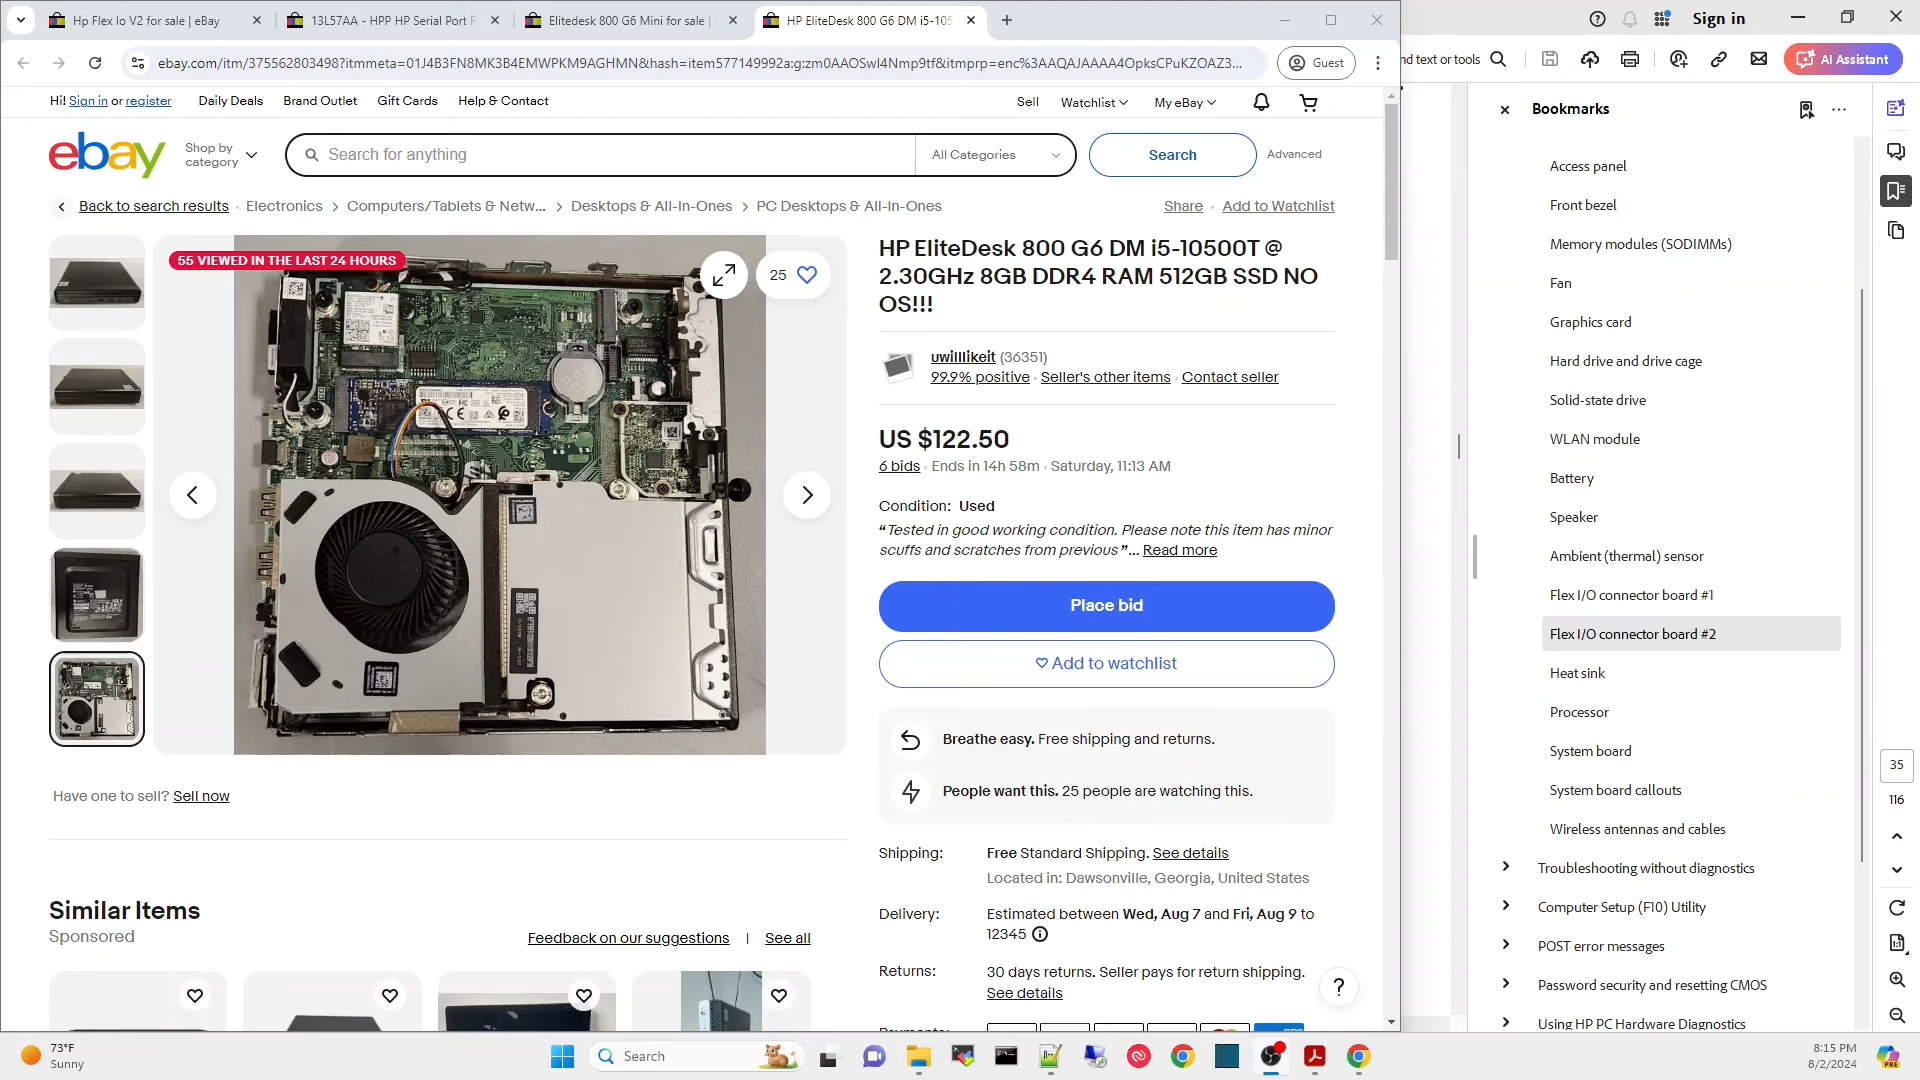 Hp Flex Io V2 for sale | eBay
13L57AA - HPP HP Serial Port F
Elitedesk 800 G6 Mini for sale |
HP EliteDesk 800 G6 DM i5-105
ebay.com/itm/375562803498?itmmeta=01J4B3FN8MK3B4EMWPKM9AGHMN&hash=item577149992a:g:zm0AAOSwl4Nmp9tf&itmprp=enc%3AAQAJAAAA4OpksCPuKZOAZ3...
Guest
Hi! Sign in or register
Daily Deals
Brand Outlet
Gift Cards
Help & Contact
Sell
Watchlist
My eBay
ebay
Shop by
category
Search for anything
All Categories
Search
Advanced
Back to search results
Electronics
Computers/Tablets & Netw...
Desktops & All-In-Ones
PC Desktops & All-In-Ones
Share
Add to Watchlist
55 VIEWED IN THE LAST 24 HOURS
25
HP EliteDesk 800 G6 DM i5-10500T @
2.30GHz 8GB DDR4 RAM 512GB SSD NO
OS!!!
uwilllikeit (36351)
99.9% positive · Seller's other items · Contact seller
US $122.50
6 bids · Ends in 14h 58m · Saturday, 11:13 AM
Condition: Used
“Tested in good working condition. Please note this item has minor
scuffs and scratches from previous ”... Read more
Place bid
Add to watchlist
Breathe easy. Free shipping and returns.
People want this. 25 people are watching this.
Shipping: Free Standard Shipping. See details
Located in: Dawsonville, Georgia, United States
Delivery: Estimated between Wed, Aug 7 and Fri, Aug 9 to
12345
Returns: 30 days returns. Seller pays for return shipping.
See details
Payments:
Have one to sell? Sell now
Similar Items
Sponsored
Feedback on our suggestions | See all
?
Sign in
nd text or tools
AI Assistant
Bookmarks
Access panel
Front bezel
Memory modules (SODIMMs)
Fan
Graphics card
Hard drive and drive cage
Solid-state drive
WLAN module
Battery
Speaker
Ambient (thermal) sensor
Flex I/O connector board #1
Flex I/O connector board #2
Heat sink
Processor
System board
System board callouts
Wireless antennas and cables
Troubleshooting without diagnostics
Computer Setup (F10) Utility
POST error messages
Password security and resetting CMOS
Using HP PC Hardware Diagnostics
35
116
73°F
Sunny
Search
8:15 PM
8/2/2024
PRE